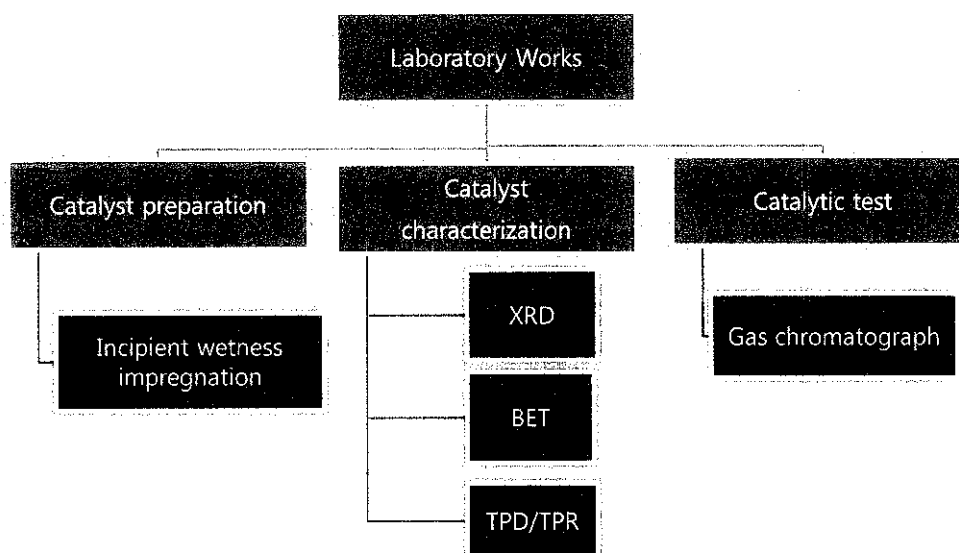 Laboratory Works
Catalyst preparation
Catalyst
characterization
Catalytic test
Incipient wetness
impregnation
XRD
BET
TPD/TPR
Gas chromatograph